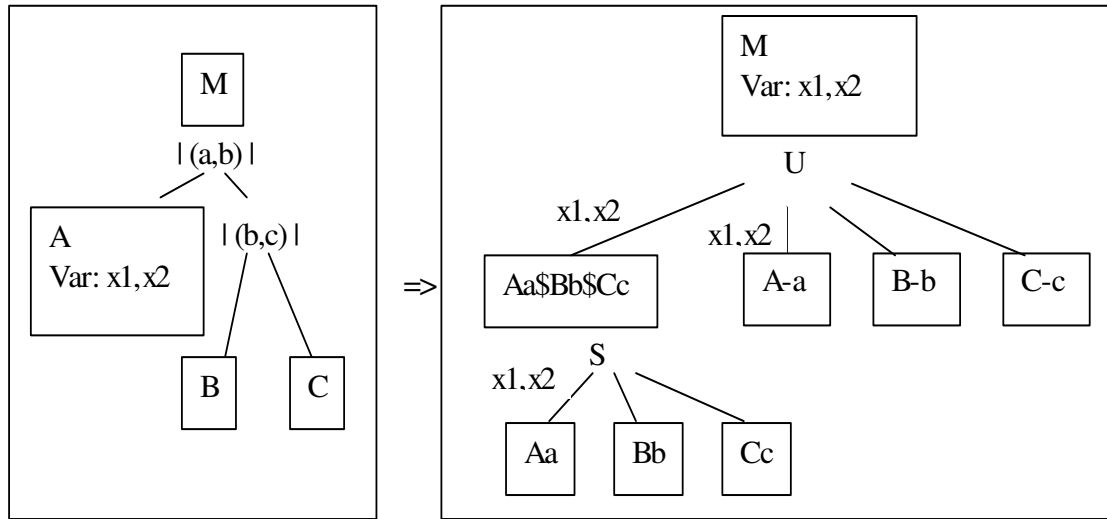 M
|(a,b)|
A
Var: x1,x2
|(b,c)|
B
C
=>
M
Var: x1,x2
U
x1,x2
x1,x2
Aa$Bb$Cc
A-a
B-b
C-c
S
x1,x2
Aa
Bb
Cc